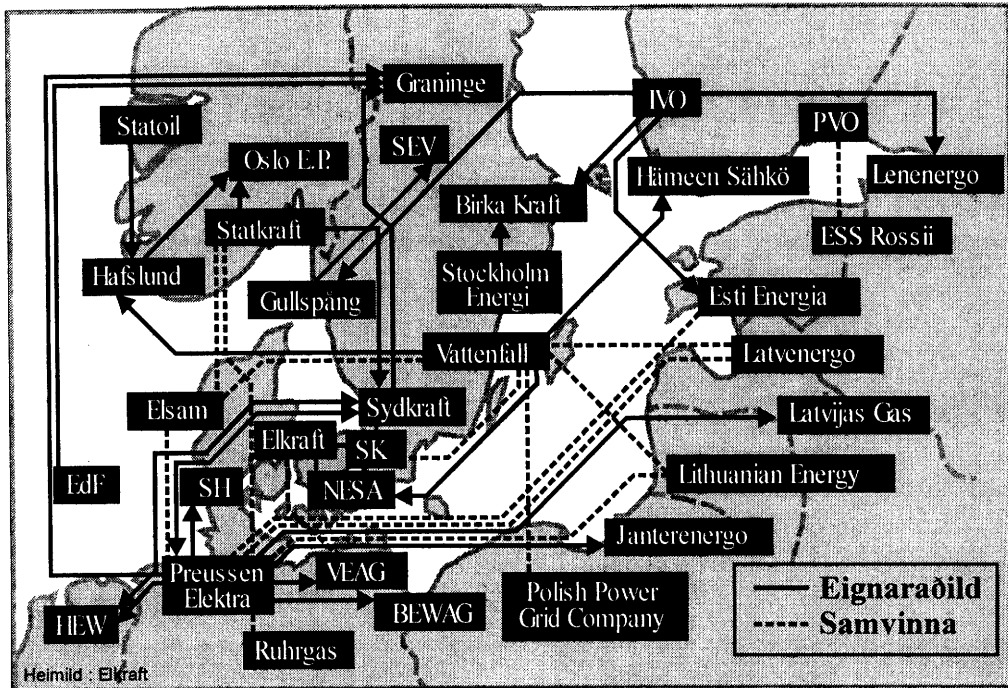 Graninge
IVO
Statoil
PVO
SEV
Oslo E.P.
Hämeen Sähkö
Lenenergo
Birka Kraft
Statkraft
ESS Rossii
Hafslund
Gullspång
Stockholm
Energi
Esti Energia
Vattenfall
Latvenergo
Elsam
Sydkraft
Latvijas Gas
Elkraft
SK
EdF
SH
NESA
Lithuanian Energy
Janterenergo
Preussen
Elektra
VEAG
HEW
BEWAG
Polish Power
Grid Company
Ruhrgas
Eignaraðild
Samvinna
Heimild : Elkraft